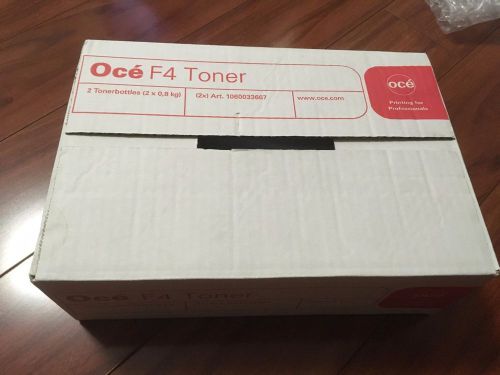 Océ F4 Toner
2 Tonerbottles (2 x 0,8 kg)
(2x) Art. 1060033667
www.oce.com
océ
Printing for
Professionals
Océ F4 Toner
océ